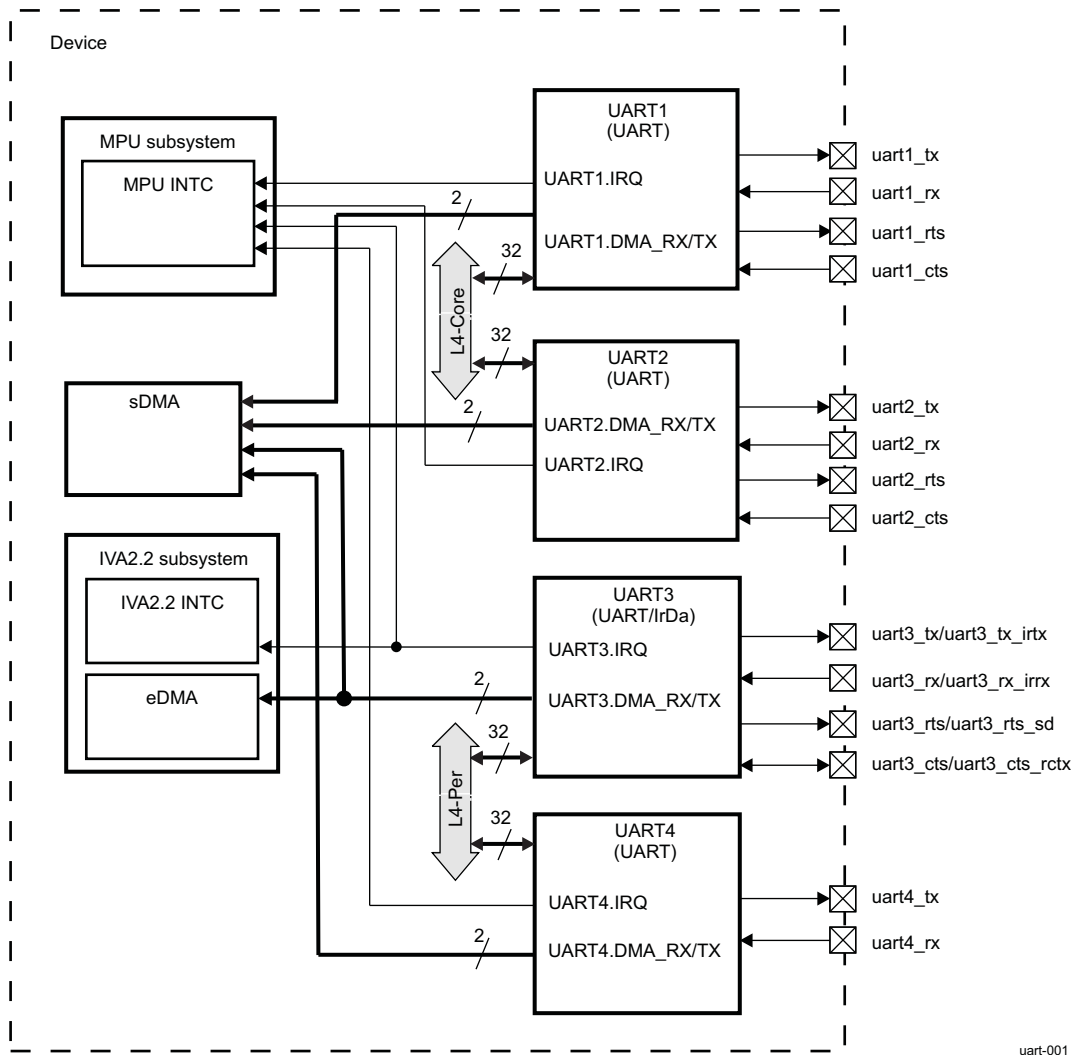 Device
MPU subsystem
MPU INTC
sDMA
IVA2.2 subsystem
IVA2.2 INTC
eDMA
2
32
L4-Core
32
2
2
32
L4-Per
32
2
UART1
(UART)
UART1.IRQ
UART1.DMA_RX/TX
UART2
(UART)
UART2.DMA_RX/TX
UART2.IRQ
UART3
(UART/IrDa)
UART3.IRQ
UART3.DMA_RX/TX
UART4
(UART)
UART4.IRQ
UART4.DMA_RX/TX
uart1_tx
uart1_rx
uart1_rts
uart1_cts
uart2_tx
uart2_rx
uart2_rts
uart2_cts
uart3_tx/uart3_tx_irtx
uart3_rx/uart3_rx_irrx
uart3_rts/uart3_rts_sd
uart3_cts/uart3_cts_rctx
uart4_tx
uart4_rx
uart-001